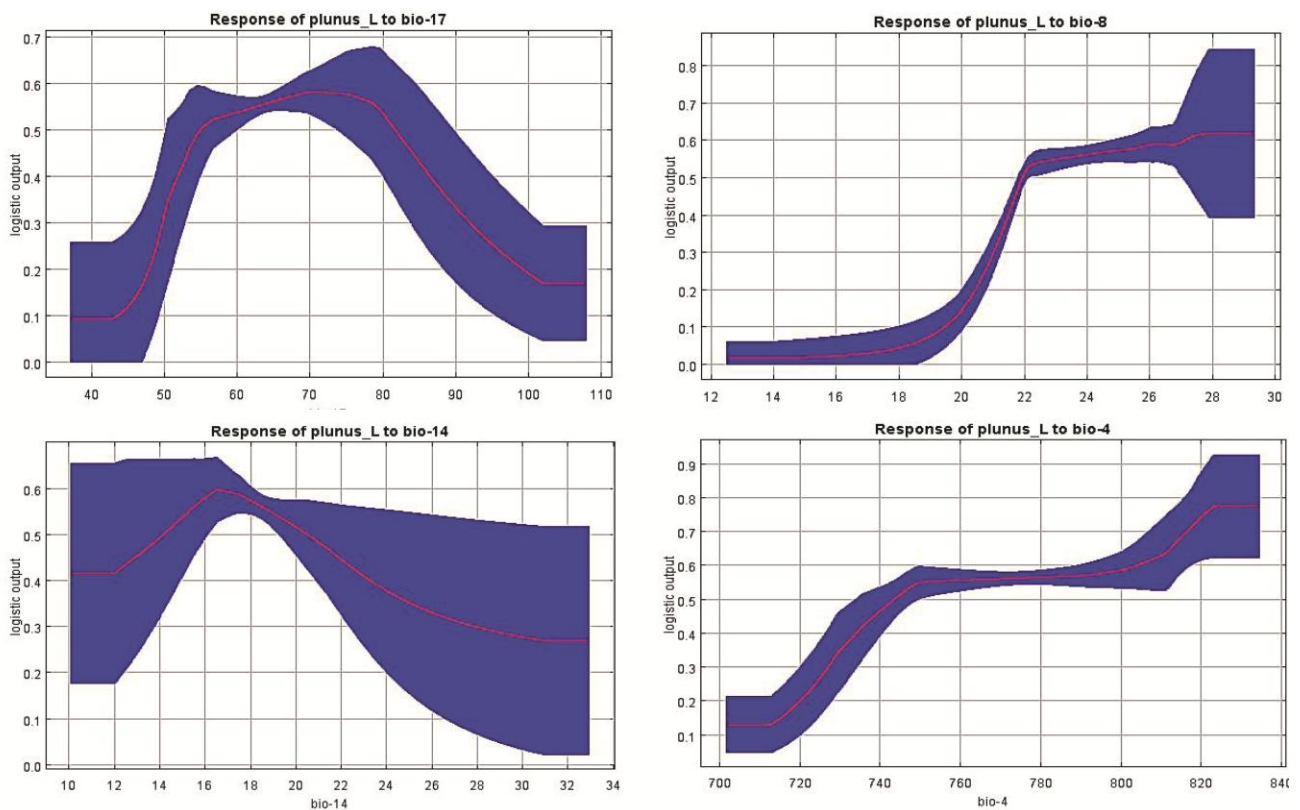 Response of plunus_L to bio-17
logistic output
0.7
0.6
0.5
0.4
0.3
0.2
0.1
0.0
40 50 60 70 80 90 100 110
Response of plunus_L to bio-8
logistic output
0.8
0.7
0.6
0.5
0.4
0.3
0.2
0.1
0.0
12 14 16 18 20 22 24 26 28 30
Response of plunus_L to bio-14
logistic output
0.6
0.5
0.4
0.3
0.2
0.1
0.0
10 12 14 16 18 20 22 24 26 28 30 32 34
bio-14
Response of plunus_L to bio-4
logistic output
0.9
0.8
0.7
0.6
0.5
0.4
0.3
0.2
0.1
700 720 740 760 780 800 820 840
bio-4